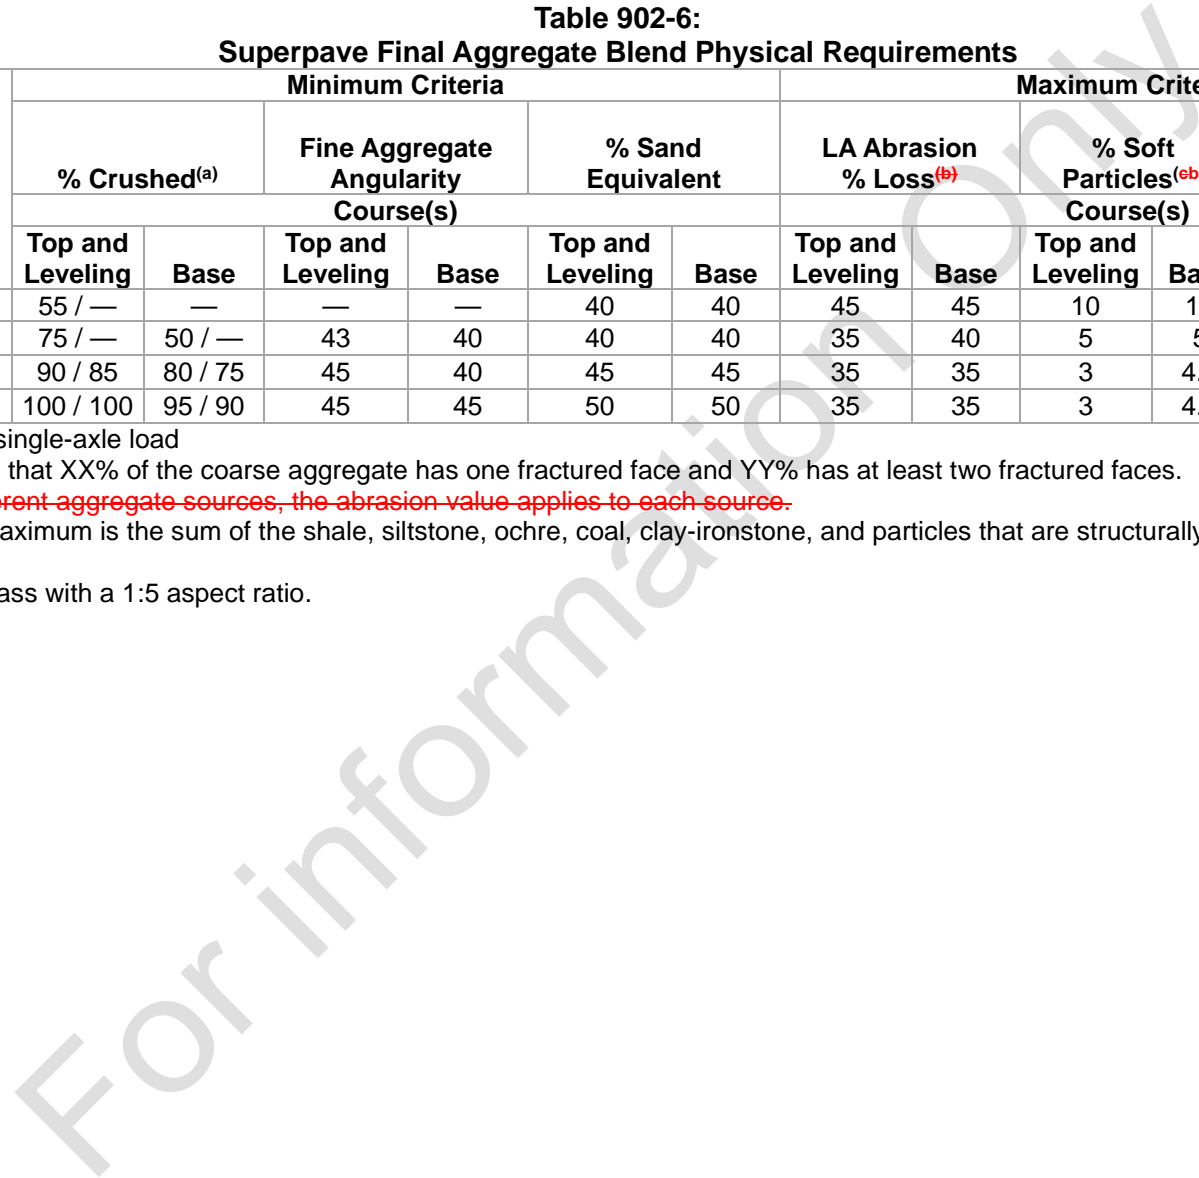 Table 902-6:
Superpave Final Aggregate Blend Physical Requirements
Minimum Criteria Maximum Crite
% Crushed(a) Fine Aggregate Angularity % Sand Equivalent LA Abrasion % Loss(b) % Soft Particles(cb
Course(s) Course(s)
Top and Leveling Base Top and Leveling Base Top and Leveling Base Top and Leveling Base Top and Leveling Ba
55 / — — — — 40 40 45 45 10 1
75 / — 50 / — 43 40 40 40 35 40 5 5
90 / 85 80 / 75 45 40 45 45 35 35 3 4.
100 / 100 95 / 90 45 45 50 50 35 35 3 4.
single-axle load
that XX% of the coarse aggregate has one fractured face and YY% has at least two fractured faces.
erent aggregate sources, the abrasion value applies to each source.
aximum is the sum of the shale, siltstone, ochre, coal, clay-ironstone, and particles that are structurally
ass with a 1:5 aspect ratio.
For information Only